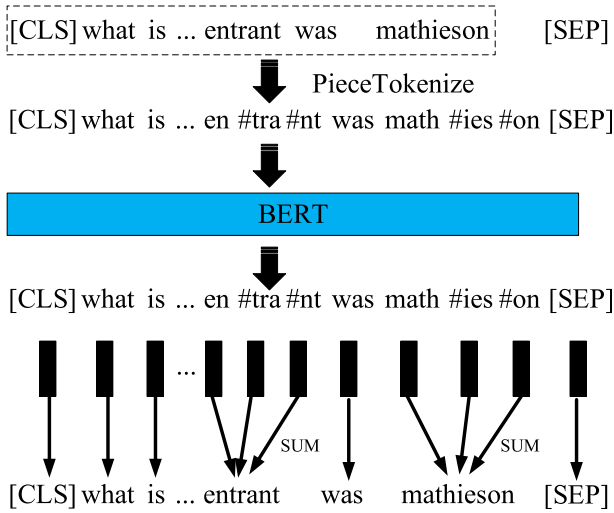 [CLS] what is ... entrant was mathieson [SEP]
PieceTokenize
[CLS] what is ... en #tra #nt was math #ies #on [SEP]
BERT
[CLS] what is ... en #tra #nt was math #ies #on [SEP]
...
SUM SUM
[CLS] what is ... entrant was mathieson [SEP]